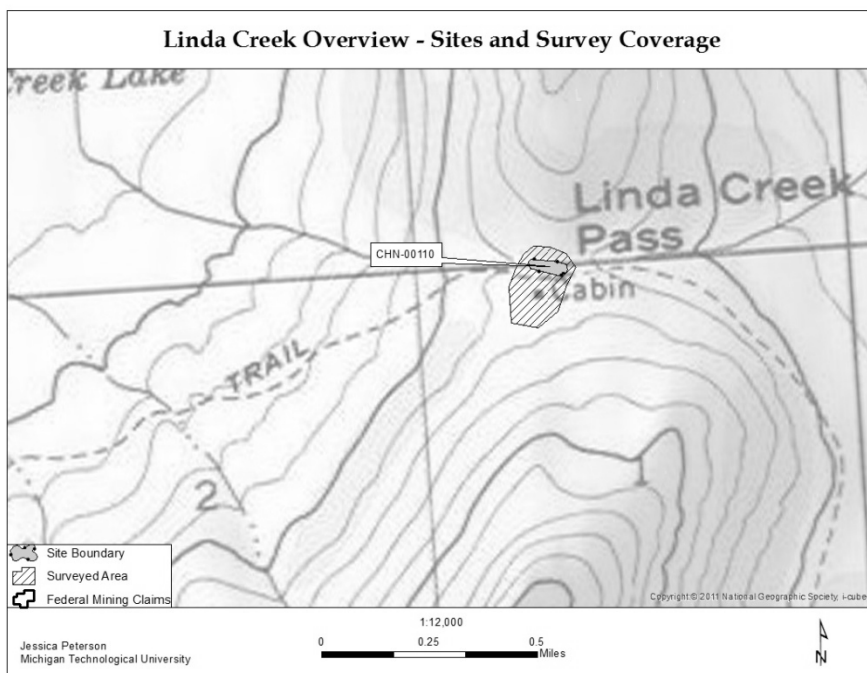 Linda Creek Overview - Sites and Survey Coverage
Creek Lake
Linda Creek
Pass
CHN-00110
Cabin
TRAIL
2
Site Boundary
Surveyed Area
Federal Mining Claims
Copyright:© 2011 National Geographic Society, i-cube
1:12,000
Jessica Peterson
Michigan Technological University
0 0.25 0.5
Miles
N